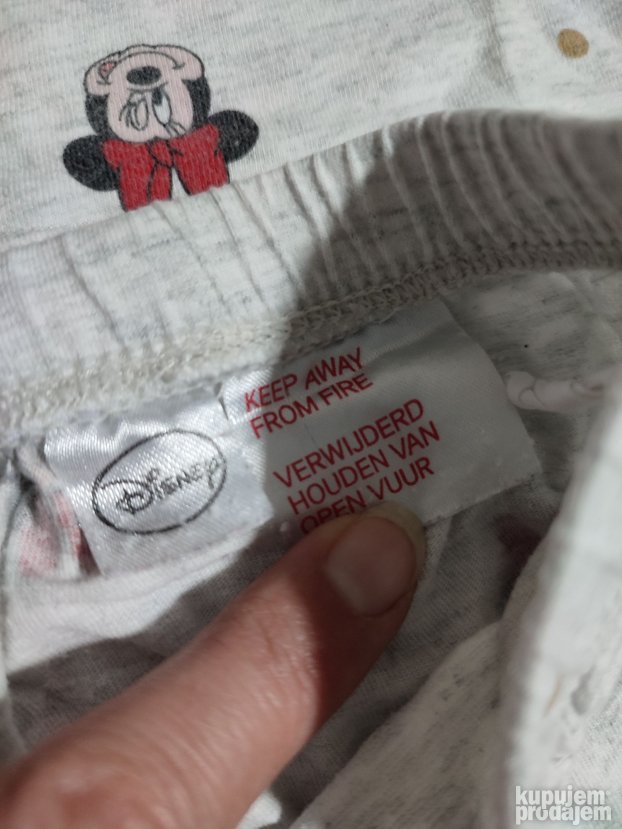 KEEP AWAY
FROM FIRE
VERWIJDERD
HOUDEN VAN
OPEN VUUR
DISNEY
kupujem
prodajem